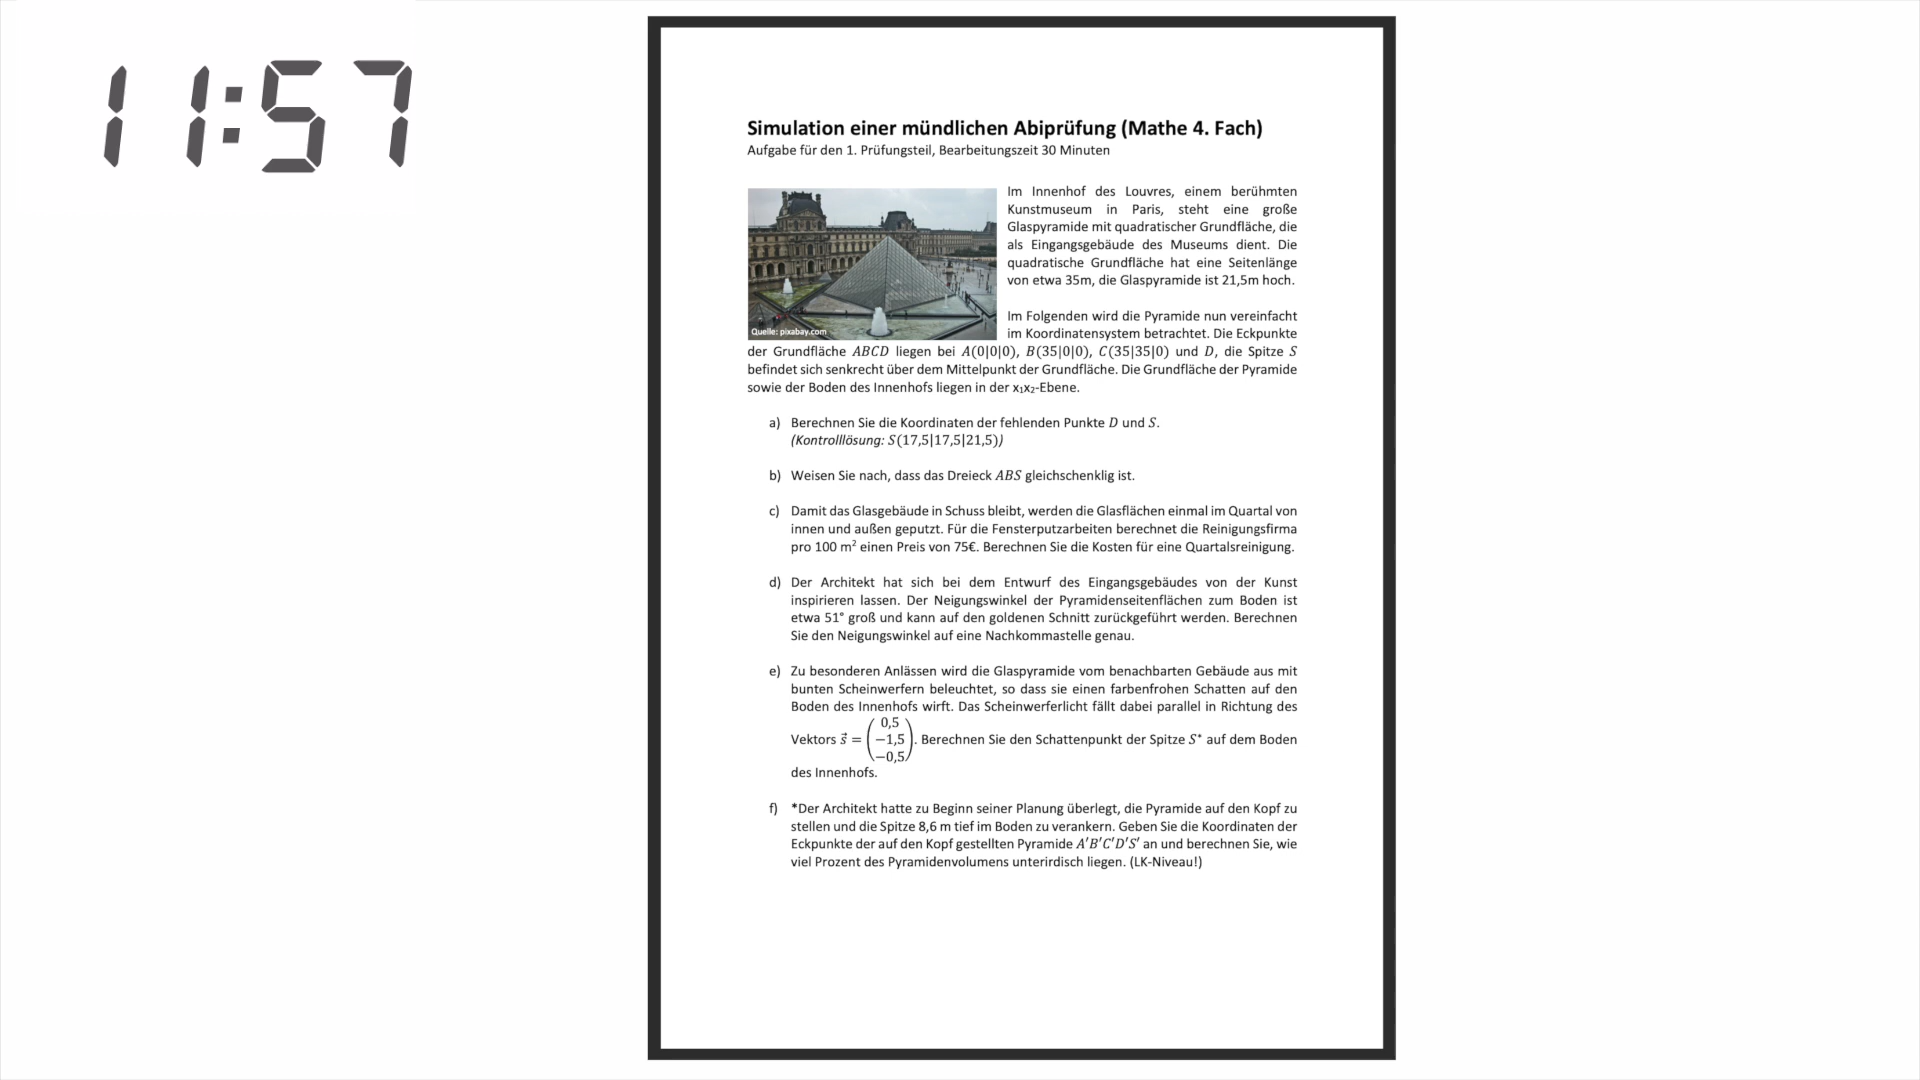 11:57
Simulation einer mündlichen Abiprüfung (Mathe 4. Fach)
Aufgabe für den 1. Prüfungsteil, Bearbeitungszeit 30 Minuten
Im Innenhof des Louvres, einem berühmten
Kunstmuseum in Paris, steht eine große
Glaspyramide mit quadratischer Grundfläche, die
als Eingangsgebäude des Museums dient. Die
quadratische Grundfläche hat eine Seitenlänge
von etwa 35m, die Glaspyramide ist 21,5m hoch.
Quelle: pixabay.com
Im Folgenden wird die Pyramide nun vereinfacht
im Koordinatensystem betrachtet. Die Eckpunkte
der Grundfläche ABCD liegen bei A(0|0|0), B(35|0|0), C(35|35|0) und D, die Spitze S
befindet sich senkrecht über dem Mittelpunkt der Grundfläche. Die Grundfläche der Pyramide
sowie der Boden des Innenhofs liegen in der x₁x₂-Ebene.
a) Berechnen Sie die Koordinaten der fehlenden Punkte D und S.
(Kontrolllösung: S(17,5|17,5|21,5))
b) Weisen Sie nach, dass das Dreieck ABS gleichschenklig ist.
c) Damit das Glasgebäude in Schuss bleibt, werden die Glasflächen einmal im Quartal von
innen und außen geputzt. Für die Fensterputzarbeiten berechnet die Reinigungsfirma
pro 100 m² einen Preis von 75€. Berechnen Sie die Kosten für eine Quartalsreinigung.
d) Der Architekt hat sich bei dem Entwurf des Eingangsgebäudes von der Kunst
inspirieren lassen. Der Neigungswinkel der Pyramidenseitenflächen zum Boden ist
etwa 51° groß und kann auf den goldenen Schnitt zurückgeführt werden. Berechnen
Sie den Neigungswinkel auf eine Nachkommastelle genau.
e) Zu besonderen Anlässen wird die Glaspyramide vom benachbarten Gebäude aus mit
bunten Scheinwerfern beleuchtet, so dass sie einen farbenfrohen Schatten auf den
Boden des Innenhofs wirft. Das Scheinwerferlicht fällt dabei parallel in Richtung des
Vektors s⃗ = (0,5 −1,5 −0,5). Berechnen Sie den Schattenpunkt der Spitze S* auf dem Boden
des Innenhofs.
f) *Der Architekt hatte zu Beginn seiner Planung überlegt, die Pyramide auf den Kopf zu
stellen und die Spitze 8,6 m tief im Boden zu verankern. Geben Sie die Koordinaten der
Eckpunkte der auf den Kopf gestellten Pyramide A'B'C'D'S' an und berechnen Sie, wie
viel Prozent des Pyramidenvolumens unterirdisch liegen. (LK-Niveau!)